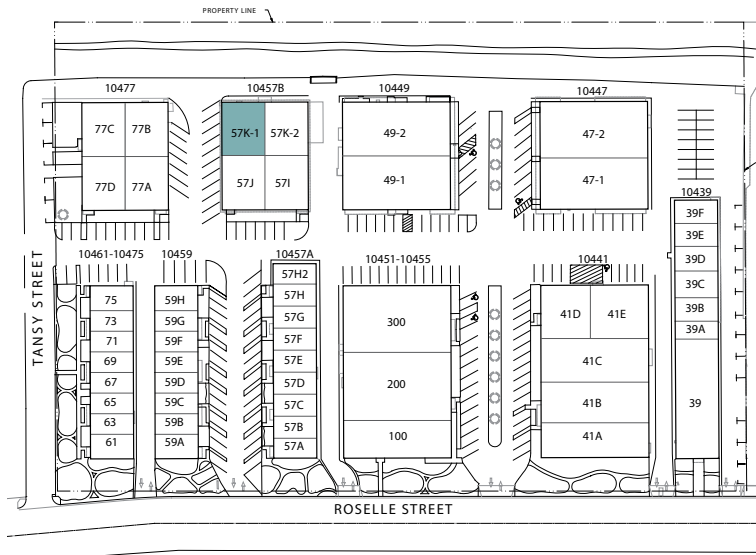 PROPERTY LINE
10477
10457B
10449
10447
77C
77B
57K-1
57K-2
49-2
47-2
77D
77A
57J
57I
49-1
47-1
10439
39F
39E
39D
39C
39B
39A
39
10461-10475
10459
10457A
10451-10455
10441
75
73
71
69
67
65
63
61
59H
59G
59F
59E
59D
59C
59B
59A
57H2
57H
57G
57F
57E
57D
57C
57B
57A
300
200
100
41D
41E
41C
41B
41A
TANSY STREET
ROSELLE STREET